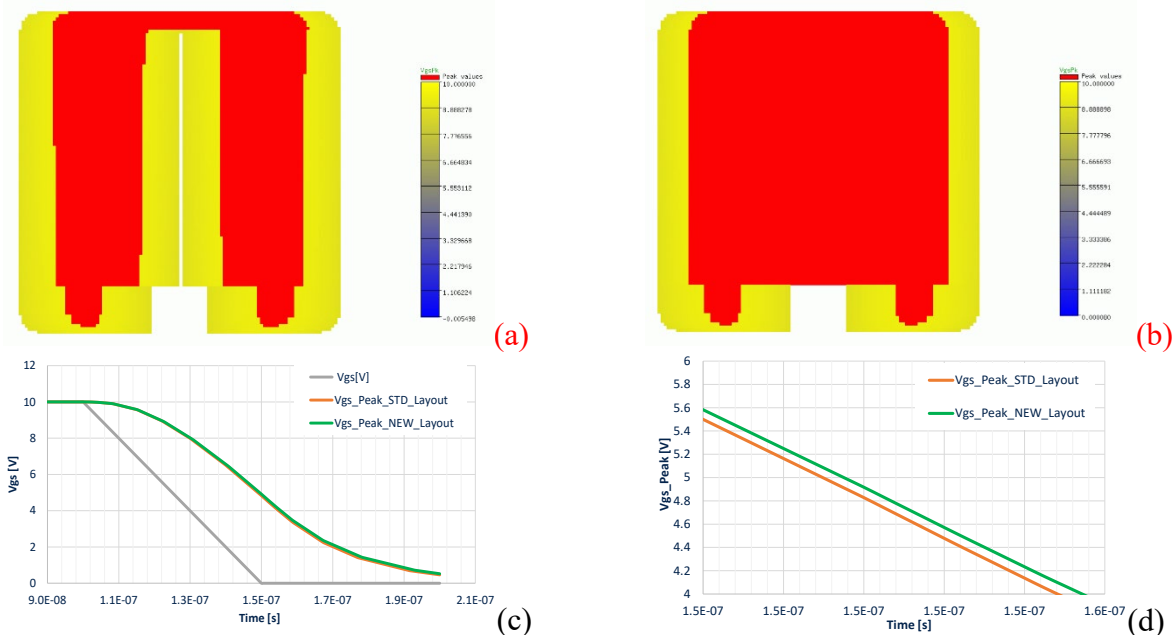 VgsPk
Peak values
10.000000
8.888278
7.776556
6.664834
5.553112
4.441390
3.329668
2.217946
1.106224
-0.005498
(a)
VgsPk
Peak values
10.000000
8.888898
7.777796
6.666693
5.555591
4.444489
3.333386
2.222284
1.111182
0.000080
(b)
12
10
8
6
4
2
0
Vgs [V]
Vgs[V]
Vgs_Peak_STD_Layout
Vgs_Peak_NEW_Layout
9.0E-08 1.1E-07 1.3E-07 1.5E-07 1.7E-07 1.9E-07 2.1E-07
Time [s]
(c)
6
5.8
5.6
5.4
5.2
5
4.8
4.6
4.4
4.2
4
Vgs_Peak [V]
Vgs_Peak_STD_Layout
Vgs_Peak_NEW_Layout
1.5E-07 1.5E-07 1.5E-07 1.5E-07 1.5E-07 1.6E-07
Time [s]
(d)